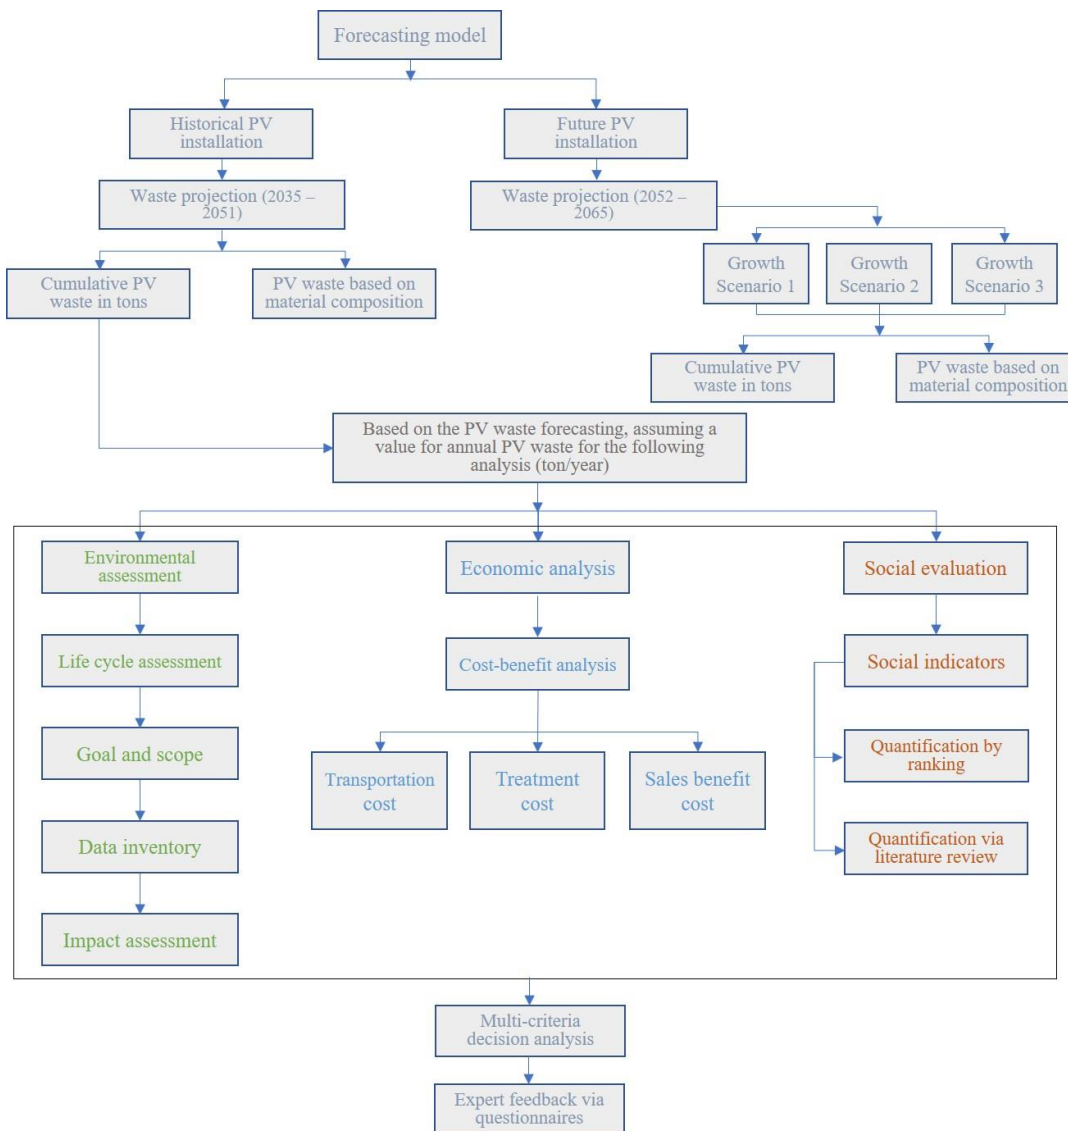 Forecasting model
Historical PV
installation
Future PV
installation
Waste projection (2035 –
2051)
Waste projection (2052 –
2065)
Cumulative PV
waste in tons
PV waste based on
material composition
Growth
Scenario 1
Growth
Scenario 2
Growth
Scenario 3
Cumulative PV
waste in tons
PV waste based on
material composition
Based on the PV waste forecasting, assuming a
value for annual PV waste for the following
analysis (ton/year)
Environmental
assessment
Economic analysis
Social evaluation
Life cycle assessment
Cost-benefit analysis
Social indicators
Goal and scope
Transportation
cost
Treatment
cost
Sales benefit
cost
Quantification by
ranking
Data inventory
Quantification via
literature review
Impact assessment
Multi-criteria
decision analysis
Expert feedback via
questionnaires